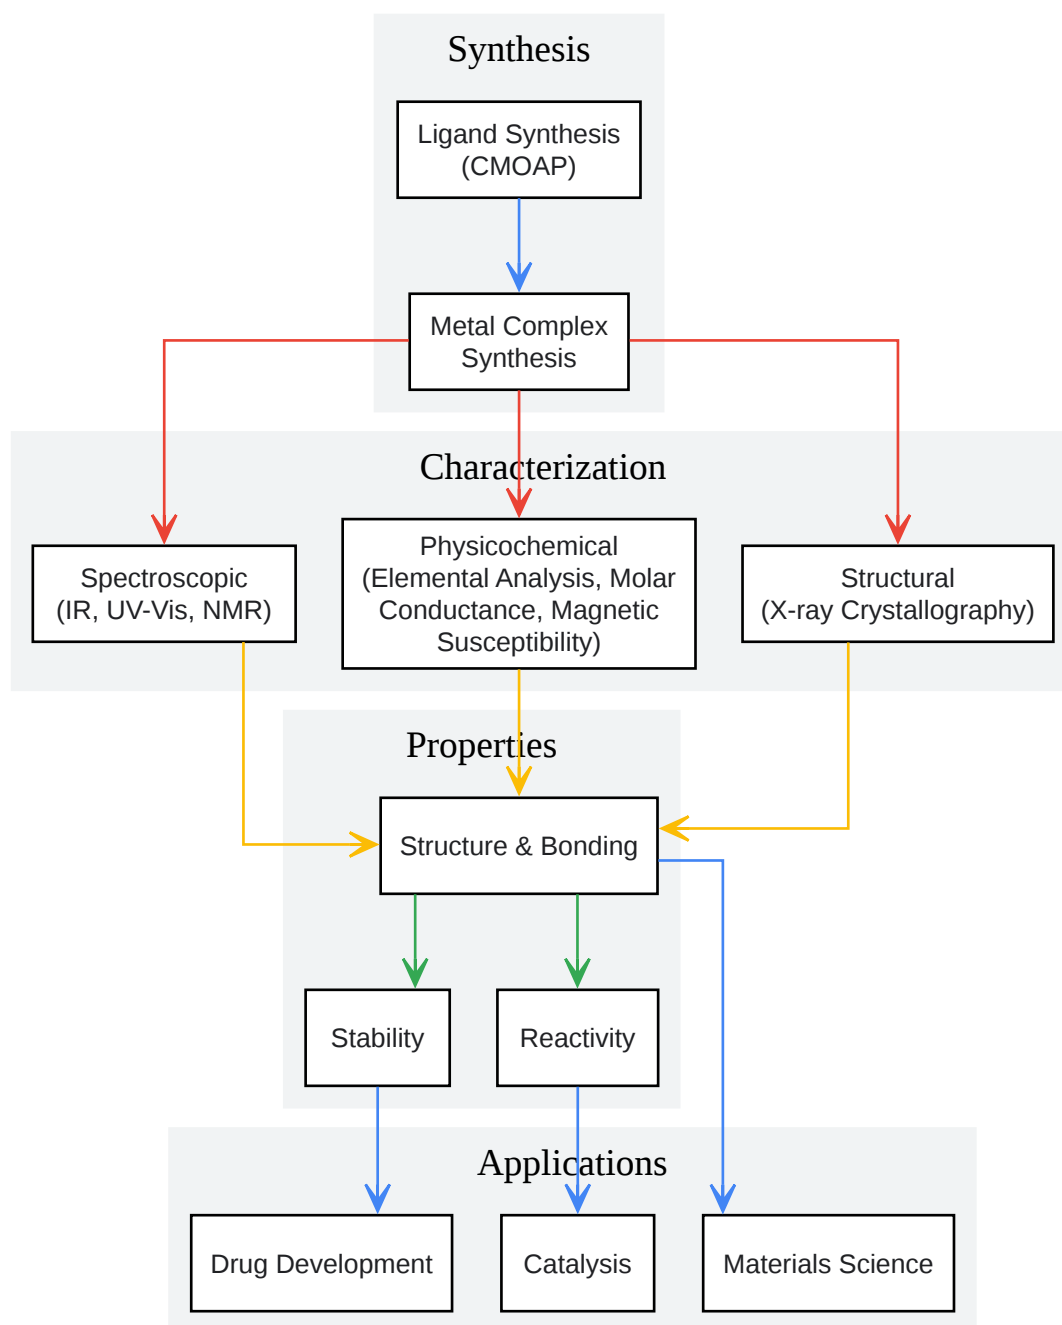 Synthesis
Ligand Synthesis
(CMOAP)
Metal Complex
Synthesis
Characterization
Spectroscopic
(IR, UV-Vis, NMR)
Physicochemical
(Elemental Analysis, Molar
Conductance, Magnetic
Susceptibility)
Structural
(X-ray Crystallography)
Properties
Structure & Bonding
Stability
Reactivity
Applications
Drug Development
Catalysis
Materials Science